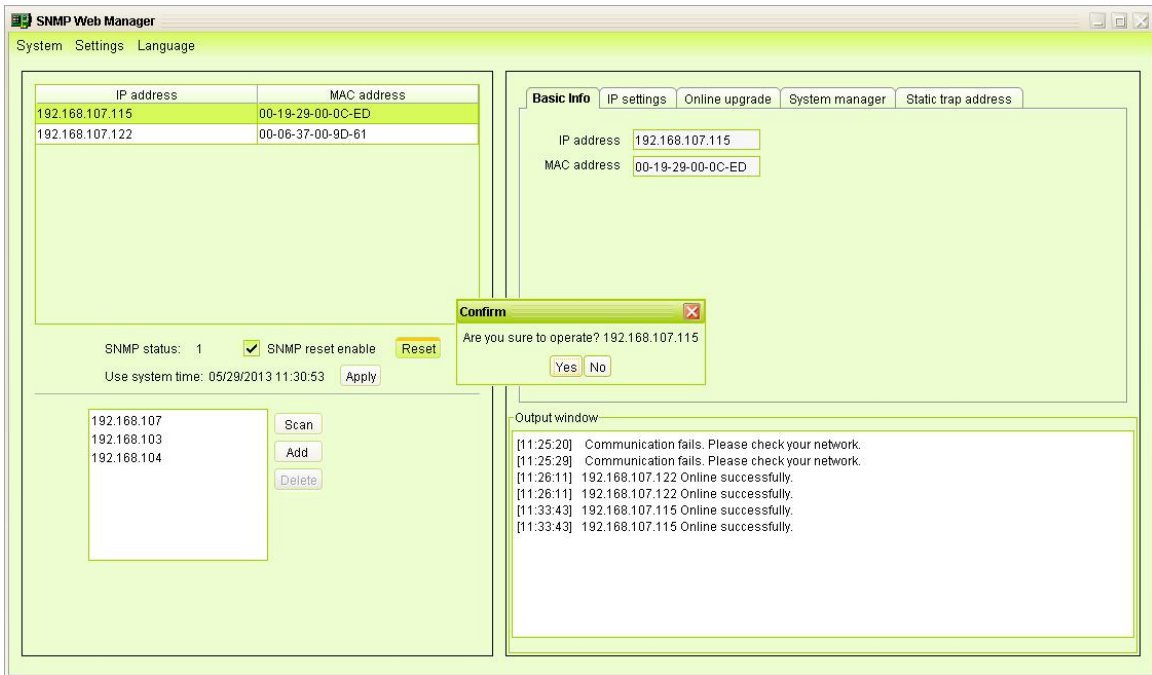 SNMP Web Manager
System Settings Language
IP address MAC address
192.168.107.115 00-19-29-00-0C-ED
192.168.107.122 00-06-37-00-9D-61
SNMP status: 1 SNMP reset enable Reset
Use system time: 05/29/2013 11:30:53 Apply
192.168.107
192.168.103
192.168.104
Scan
Add
Delete
Basic Info IP settings Online upgrade System manager Static trap address
IP address 192.168.107.115
MAC address 00-19-29-00-0C-ED
Confirm
Are you sure to operate? 192.168.107.115
Yes No
Output window
[11:25:20] Communication fails. Please check your network.
[11:25:29] Communication fails. Please check your network.
[11:26:11] 192.168.107.122 Online successfully.
[11:26:11] 192.168.107.122 Online successfully.
[11:33:43] 192.168.107.115 Online successfully.
[11:33:43] 192.168.107.115 Online successfully.